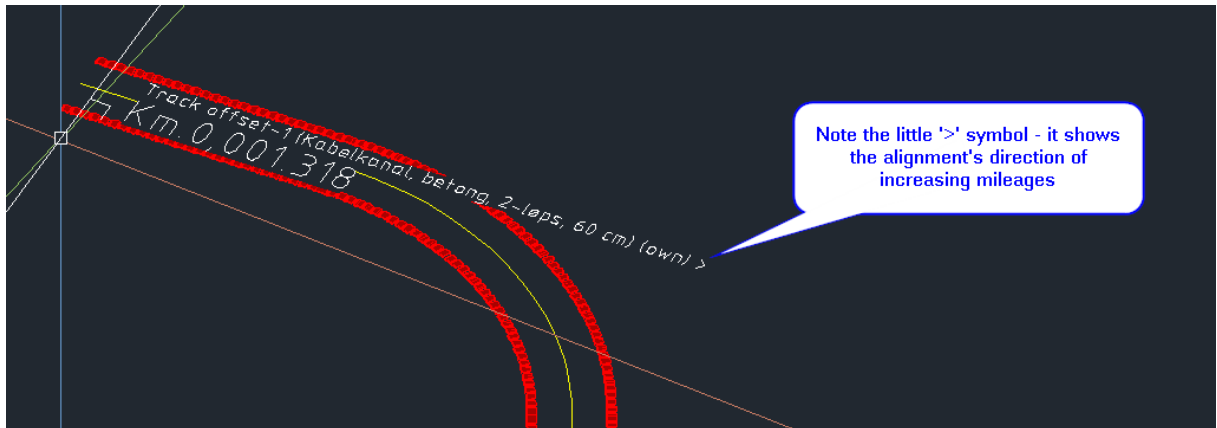 Track offset-1 (Kabelkanal, betong, 2-løps, 60 cm) (own) >
Km.0,001.318
Note the little '>' symbol - it shows
the alignment's direction of
increasing mileages